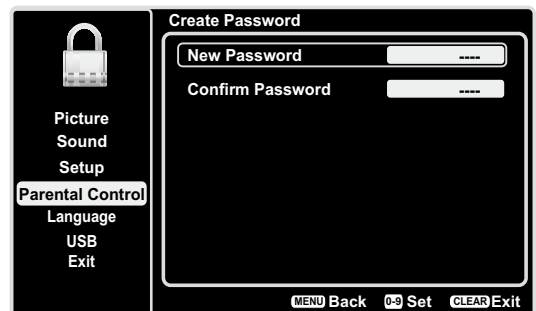 Create Password
New Password ----
Confirm Password ----
Picture
Sound
Setup
Parental Control
Language
USB
Exit
MENU Back 0-9 Set CLEAR Exit